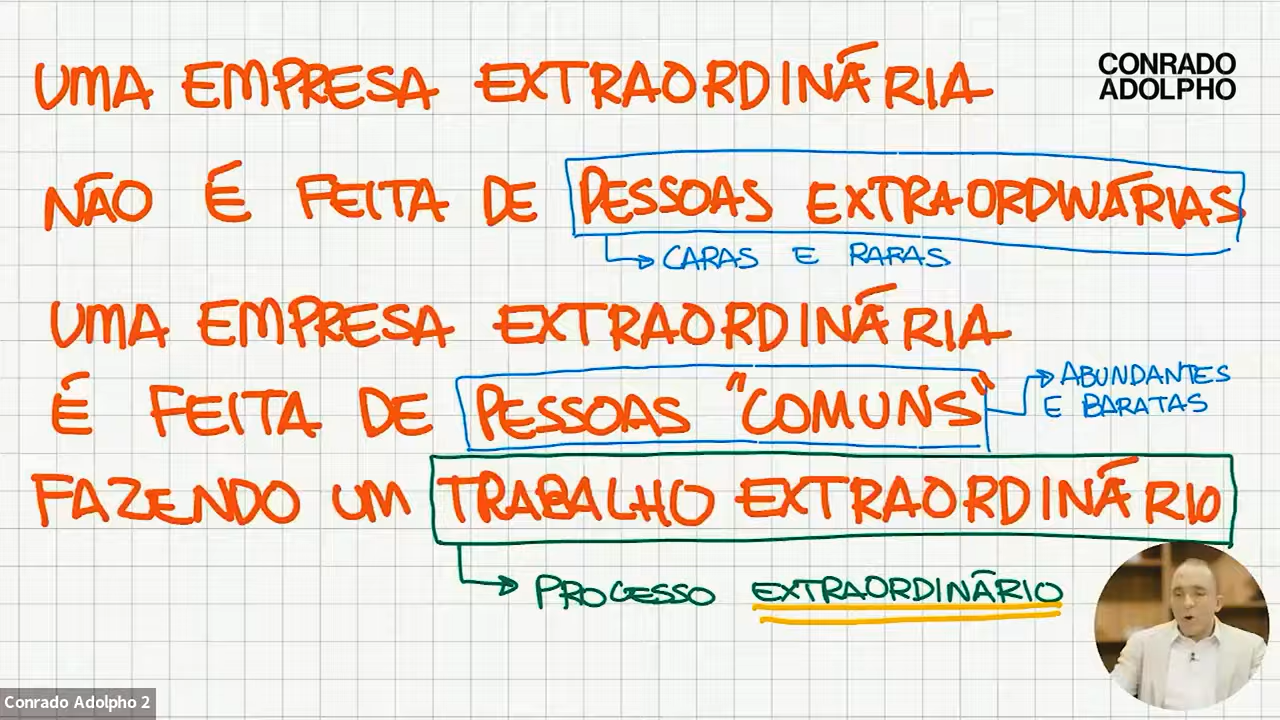 UMA EMPRESA EXTRAORDINÁRIA
CONRADO
ADOLPHO
NÃO É FEITA DE PESSOAS EXTRAORDINÁRIAS
CARAS E RARAS
UMA EMPRESA EXTRAORDINÁRIA
É FEITA DE PESSOAS "COMUNS"
ABUNDANTES
E BARATAS
FAZENDO UM TRABALHO EXTRAORDINÁRIO
PROCESSO EXTRAORDINÁRIO
Conrado Adolpho 2